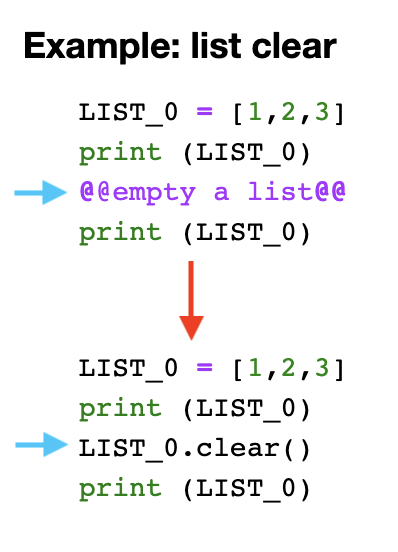 Example: list clear
LIST_0 = [1,2,3]
print (LIST_0)
@@empty a list@@
print (LIST_0)
LIST_0 = [1,2,3]
print (LIST_0)
LIST_0.clear()
print (LIST_0)